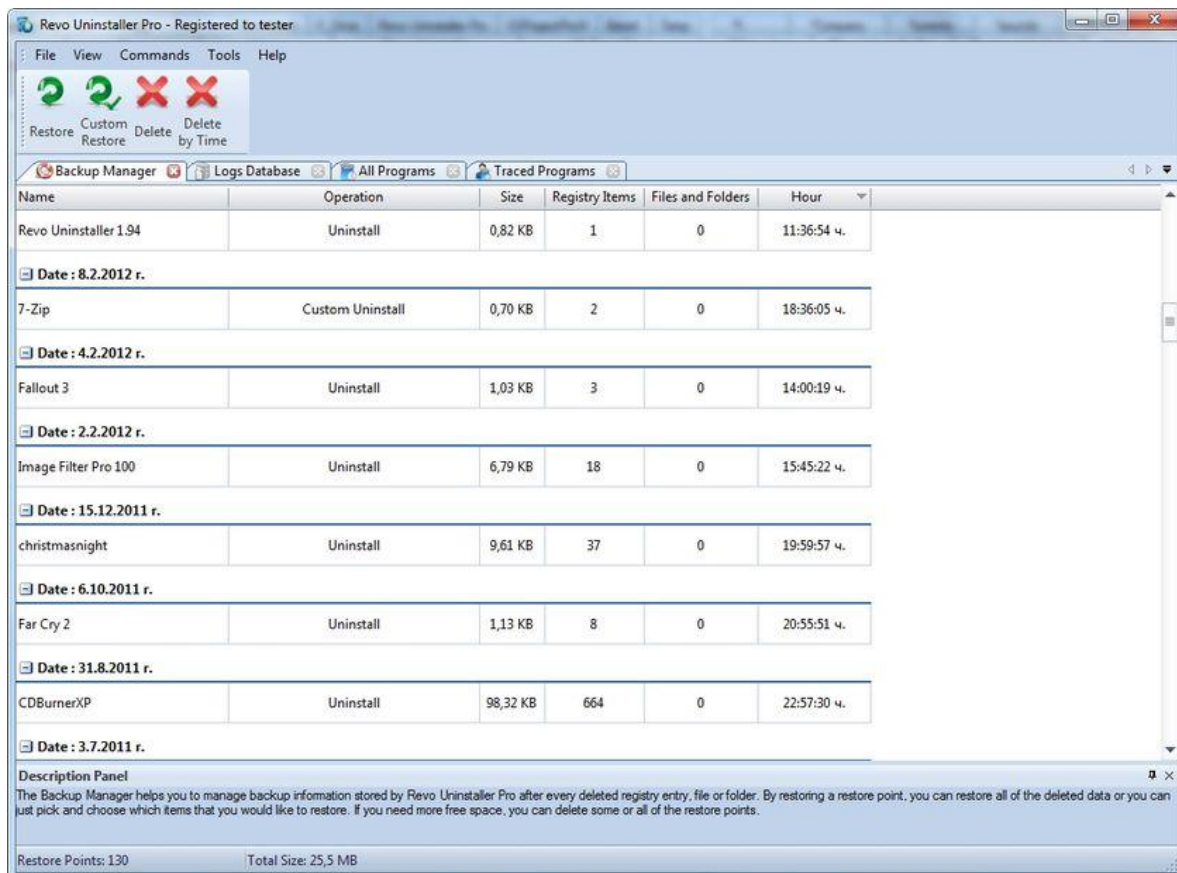 Revo Uninstaller Pro - Registered to tester
File View Commands Tools Help
Restore Custom Restore Delete Delete by Time
Backup Manager Logs Database All Programs Traced Programs
Name Operation Size Registry Items Files and Folders Hour
Revo Uninstaller 1.94 Uninstall 0,82 KB 1 0 11:36:54 ч.
Date : 8.2.2012 г.
7-Zip Custom Uninstall 0,70 KB 2 0 18:36:05 ч.
Date : 4.2.2012 г.
Fallout 3 Uninstall 1,03 KB 3 0 14:00:19 ч.
Date : 2.2.2012 г.
Image Filter Pro 100 Uninstall 6,79 KB 18 0 15:45:22 ч.
Date : 15.12.2011 г.
christmasnight Uninstall 9,61 KB 37 0 19:59:57 ч.
Date : 6.10.2011 г.
Far Cry 2 Uninstall 1,13 KB 8 0 20:55:51 ч.
Date : 31.8.2011 г.
CDBurnerXP Uninstall 98,32 KB 664 0 22:57:30 ч.
Date : 3.7.2011 г.
Description Panel
The Backup Manager helps you to manage backup information stored by Revo Uninstaller Pro after every deleted registry entry, file or folder. By restoring a restore point, you can restore all of the deleted data or you can
just pick and choose which items that you would like to restore. If you need more free space, you can delete some or all of the restore points.
Restore Points: 130 Total Size: 25,5 MB